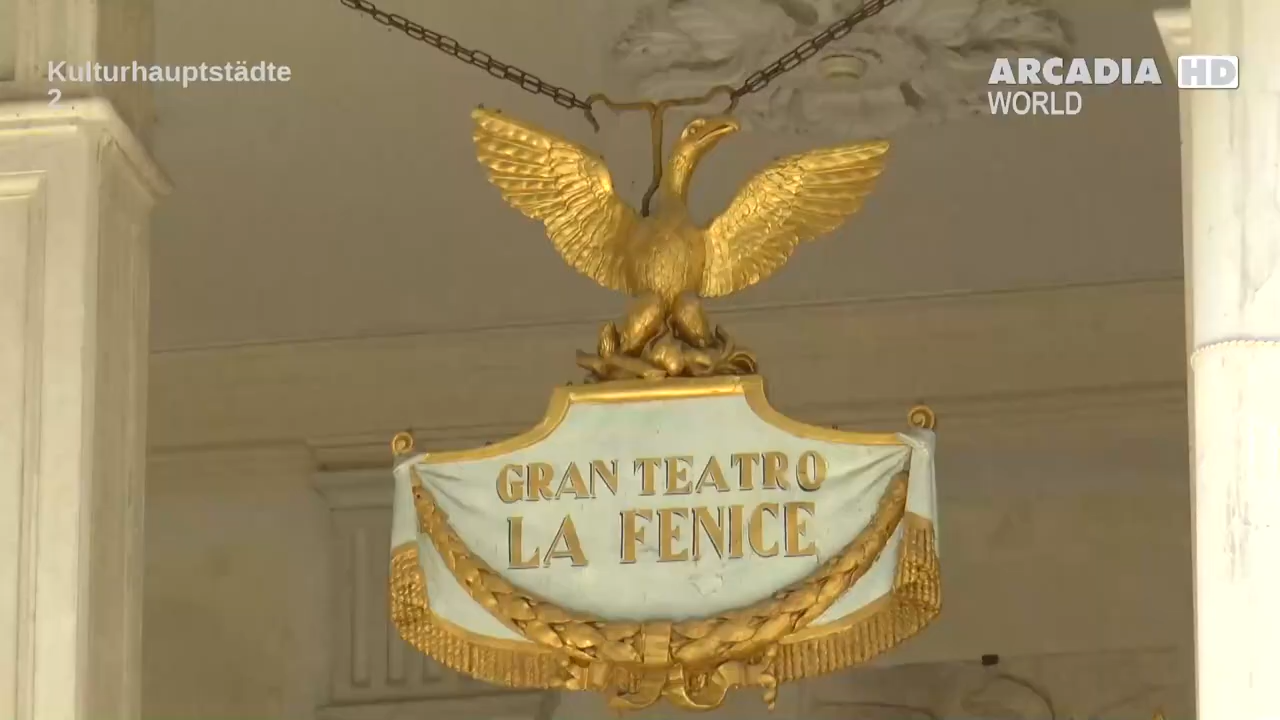 Kulturhauptstädte
2
ARCADIA HD
WORLD
GRAN TEATRO
LA FENICE